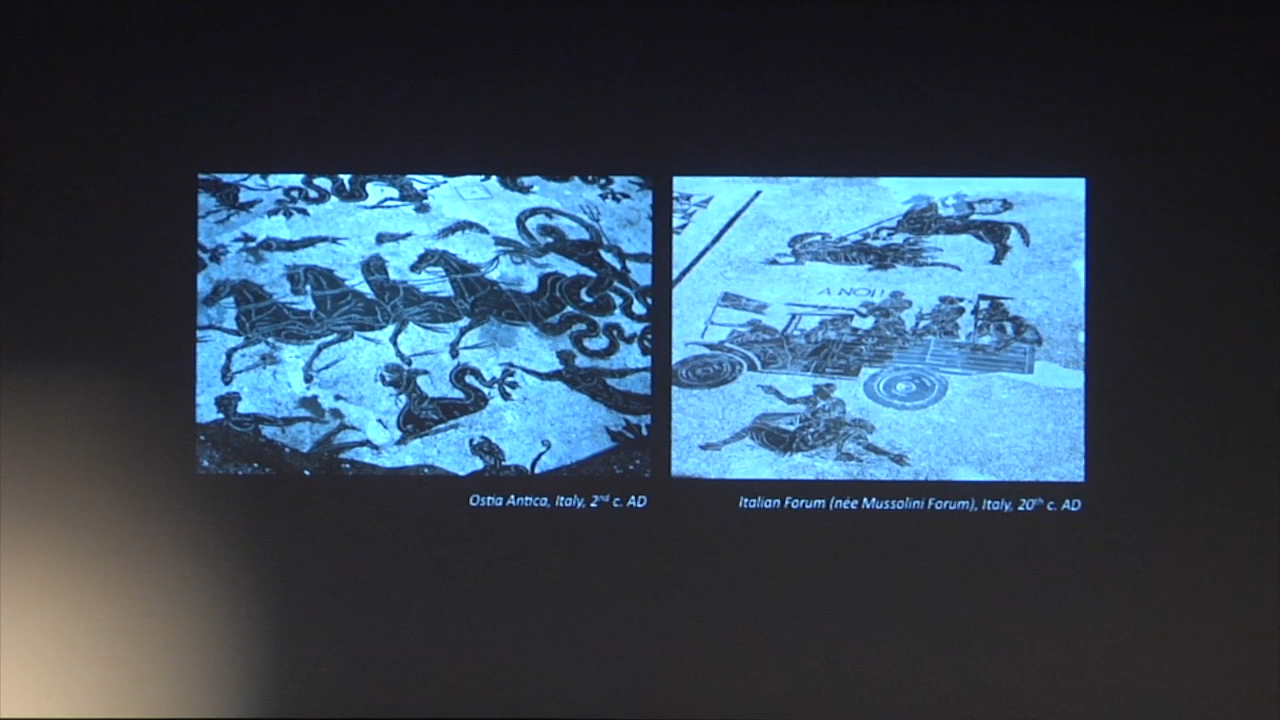 A NOI!
Ostia Antica, Italy, 2nd c. AD
Italian Forum (née Mussolini Forum), Italy, 20th c. AD